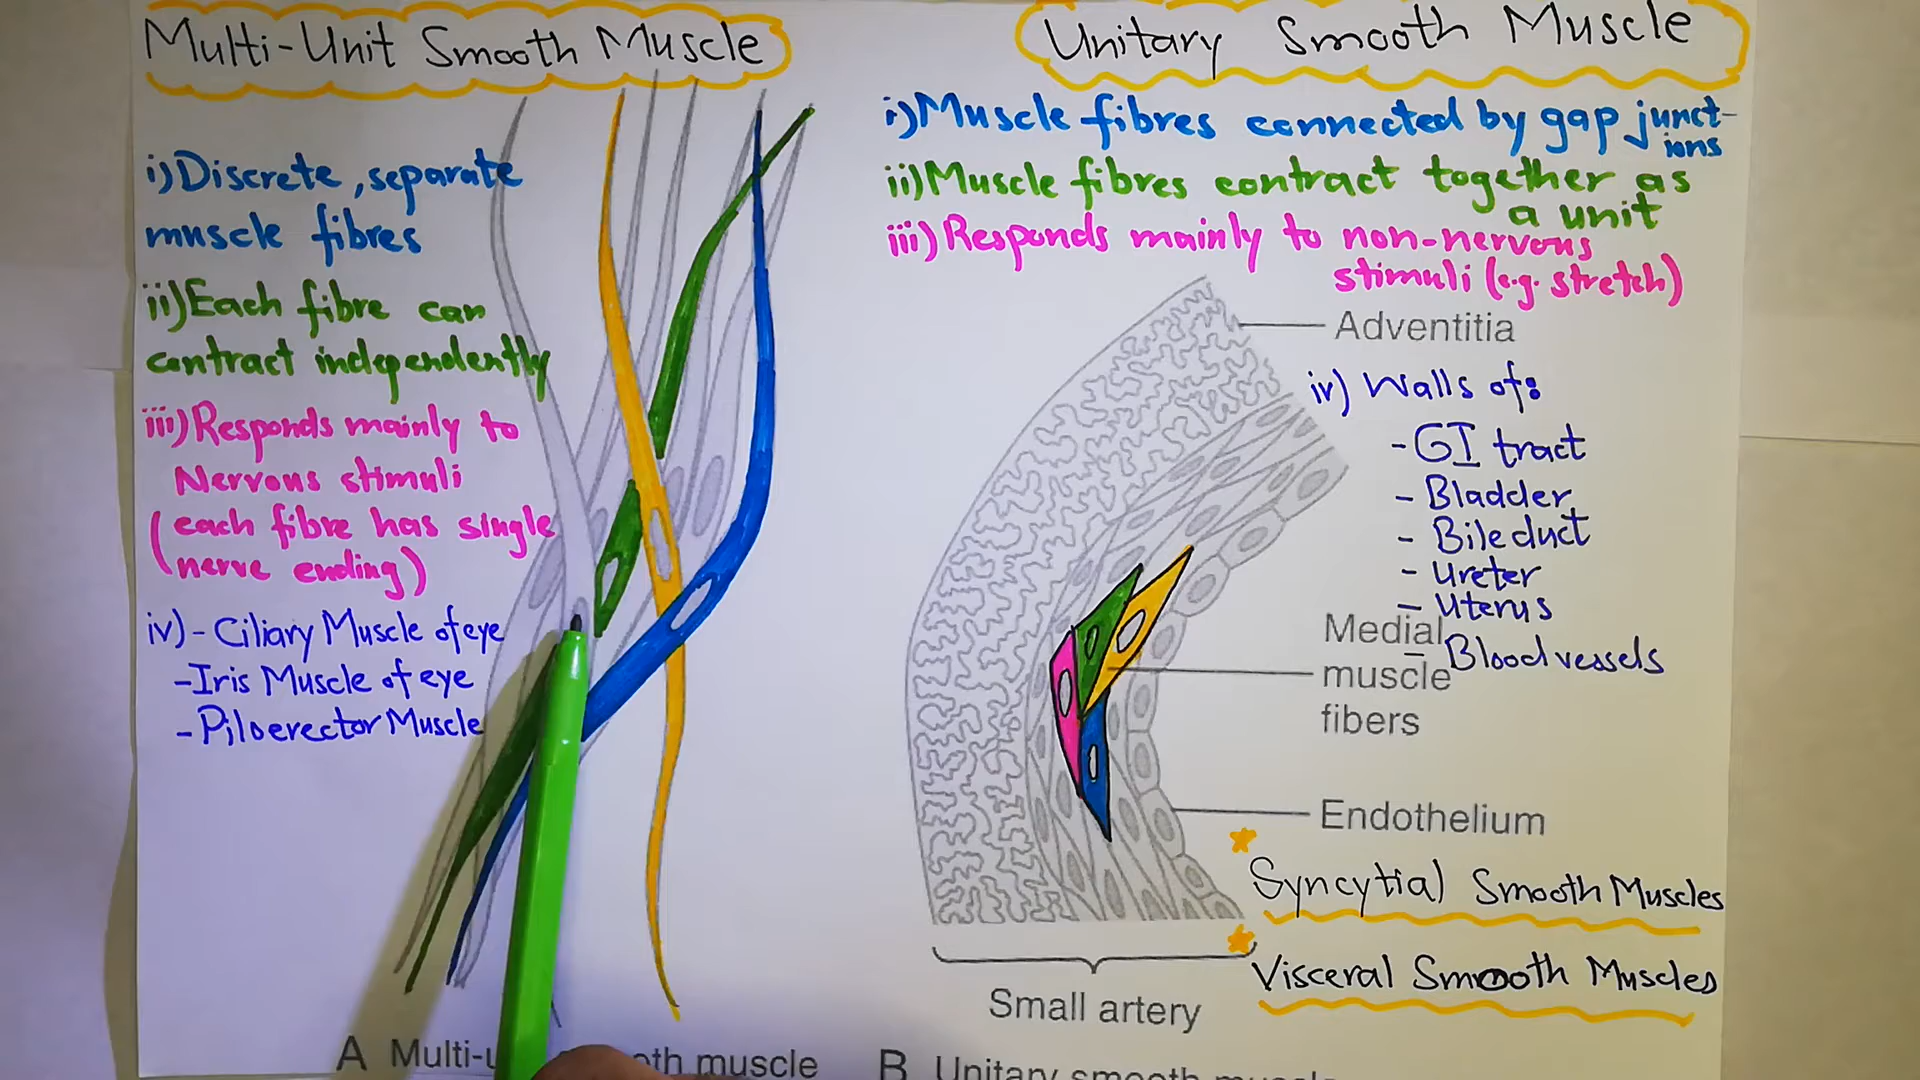 Multi-Unit Smooth Muscle
i) Discrete, separate
muscle fibres
ii) Each fibre can
contract independently
iii) Responds mainly to
Nervous stimuli
(each fibre has single
nerve ending)
iv) - Ciliary Muscle of eye
- Iris Muscle of eye
- Piloerector Muscle
A Multi-u    oth muscle
Unitary Smooth Muscle
i) Muscle fibres connected by gap junct-
ions
ii) Muscle fibres contract together as
a unit
iii) Responds mainly to non-nervous
stimuli (e.g. stretch)
Adventitia
iv) Walls of:
- GI tract
- Bladder
- Bile duct
- Ureter
- Uterus
- Blood vessels
Medial
muscle
fibers
Endothelium
Syncytial Smooth Muscles
Visceral Smooth Muscles
Small artery
B Unitary smooth muscle